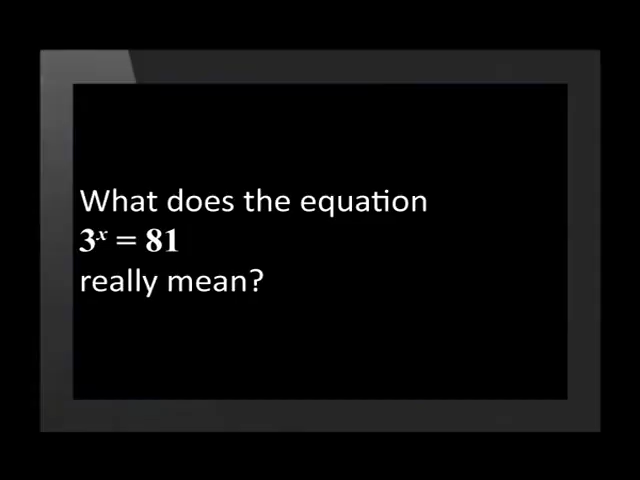 What does the equation
3ˣ = 81
really mean?